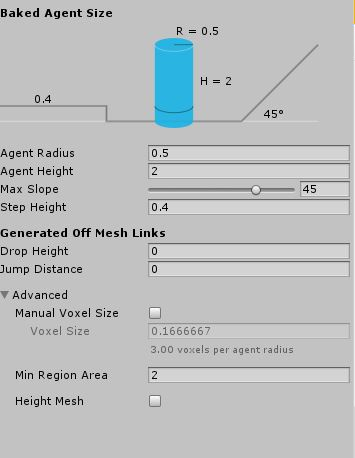 Baked Agent Size
R = 0.5
H = 2
0.4
45°
Agent Radius 0.5
Agent Height 2
Max Slope 45
Step Height 0.4
Generated Off Mesh Links
Drop Height 0
Jump Distance 0
Advanced
Manual Voxel Size
Voxel Size 0.1666667
3.00 voxels per agent radius
Min Region Area 2
Height Mesh